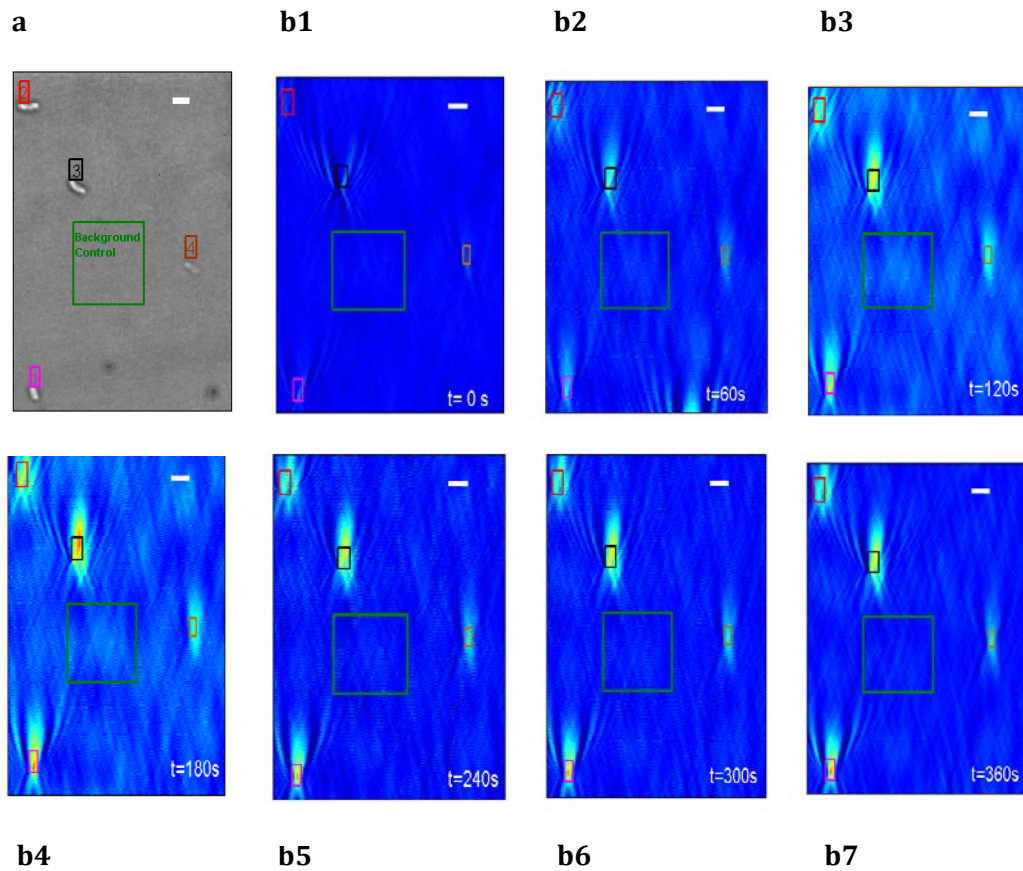 a
b1
b2
b3
2
3
Background
Control
4
1
t= 0 s
t=60s
t=120s
t=180s
t=240s
t=300s
t=360s
b4
b5
b6
b7